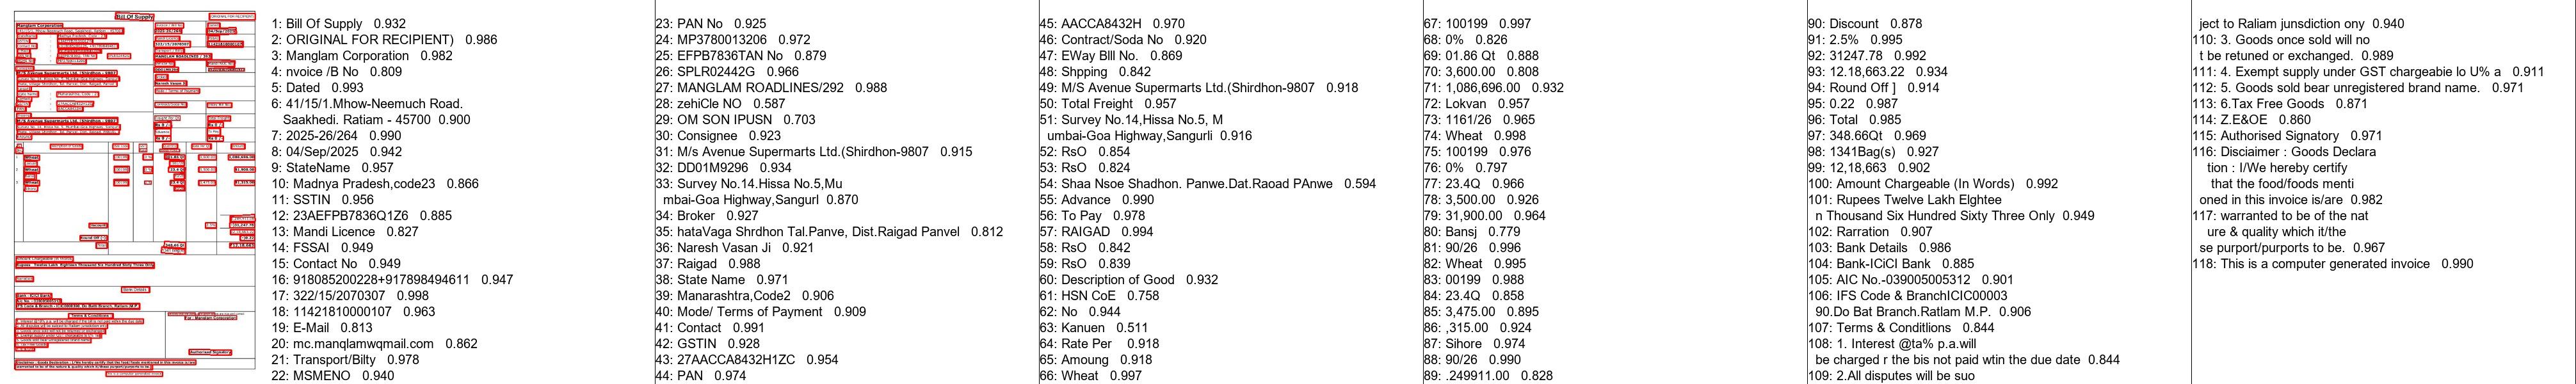 1: Bill Of Supply 0.932
2: ORIGINAL FOR RECIPIENT) 0.986
3: Manglam Corporation 0.982
4: nvoice /B No 0.809
5: Dated 0.993
6: 41/15/1.Mhow-Neemuch Road.
Saakhedi. Ratiam - 45700 0.900
7: 2025-26/264 0.990
8: 04/Sep/2025 0.942
9: StateName 0.957
10: Madnya Pradesh,code23 0.866
11: SSTIN 0.956
12: 23AEFPB7836Q1Z6 0.885
13: Mandi Licence 0.827
14: FSSAI 0.949
15: Contact No 0.949
16: 918085200228+917898494611 0.947
17: 322/15/2070307 0.998
18: 11421810000107 0.963
19: E-Mail 0.813
20: mc.manqlamwqmail.com 0.862
21: Transport/Bilty 0.978
22: MSMENO 0.940
23: PAN No 0.925
24: MP3780013206 0.972
25: EFPB7836TAN No 0.879
26: SPLR02442G 0.966
27: MANGLAM ROADLINES/292 0.988
28: zehiCle NO 0.587
29: OM SON IPUSN 0.703
30: Consignee 0.923
31: M/s Avenue Supermarts Ltd.(Shirdhon-9807 0.915
32: DD01M9296 0.934
33: Survey No.14.Hissa No.5,Mu
mbai-Goa Highway,Sangurl 0.870
34: Broker 0.927
35: hataVaga Shrdhon Tal.Panve, Dist.Raigad Panvel 0.812
36: Naresh Vasan Ji 0.921
37: Raigad 0.988
38: State Name 0.971
39: Manarashtra,Code2 0.906
40: Mode/ Terms of Payment 0.909
41: Contact 0.991
42: GSTIN 0.928
43: 27AACCA8432H1ZC 0.954
44: PAN 0.974
45: AACCA8432H 0.970
46: Contract/Soda No 0.920
47: EWay Blll No. 0.869
48: Shpping 0.842
49: M/S Avenue Supermarts Ltd.(Shirdhon-9807 0.918
50: Total Freight 0.957
51: Survey No.14,Hissa No.5, M
umbai-Goa Highway,Sangurli 0.916
52: RsO 0.854
53: RsO 0.824
54: Shaa Nsoe Shadhon. Panwe.Dat.Raoad PAnwe 0.594
55: Advance 0.990
56: To Pay 0.978
57: RAIGAD 0.994
58: RsO 0.842
59: RsO 0.839
60: Description of Good 0.932
61: HSN CoE 0.758
62: No 0.944
63: Kanuen 0.511
64: Rate Per 0.918
65: Amoung 0.918
66: Wheat 0.997
67: 100199 0.997
68: 0% 0.826
69: 01.86 Qt 0.888
70: 3,600.00 0.808
71: 1,086,696.00 0.932
72: Lokvan 0.957
73: 1161/26 0.965
74: Wheat 0.998
75: 100199 0.976
76: 0% 0.797
77: 23.4Q 0.966
78: 3,500.00 0.926
79: 31,900.00 0.964
80: Bansj 0.779
81: 90/26 0.996
82: Wheat 0.995
83: 00199 0.988
84: 23.4Q 0.858
85: 3,475.00 0.895
86: ,315.00 0.924
87: Sihore 0.974
88: 90/26 0.990
89: .249911.00 0.828
90: Discount 0.878
91: 2.5% 0.995
92: 31247.78 0.992
93: 12.18,663.22 0.934
94: Round Off ] 0.914
95: 0.22 0.987
96: Total 0.985
97: 348.66Qt 0.969
98: 1341Bag(s) 0.927
99: 12,18,663 0.902
100: Amount Chargeable (In Words) 0.992
101: Rupees Twelve Lakh Elghtee
n Thousand Six Hundred Sixty Three Only 0.949
102: Rarration 0.907
103: Bank Details 0.986
104: Bank-ICiCI Bank 0.885
105: AIC No.-039005005312 0.901
106: IFS Code & BranchICIC00003
90.Do Bat Branch.Ratlam M.P. 0.906
107: Terms & Conditions 0.844
108: 1. Interest @ta% p.a.will
be charged r the bis not paid wtin the due date 0.844
109: 2.All disputes will be suo
ject to Raliam junsdiction ony 0.940
110: 3. Goods once sold will no
t be retuned or exchanged. 0.989
111: 4. Exempt supply under GST chargeable lo U% a 0.911
112: 5. Goods sold bear unregistered brand name. 0.971
113: 6.Tax Free Goods 0.871
114: Z.E&OE 0.860
115: Authorised Signatory 0.971
116: Disciaimer : Goods Declara
tion : I/We hereby certify
that the food/foods menti
oned in this invoice is/are 0.982
117: warranted to be of the nat
ure & quality which it/the
se purport/purports to be. 0.967
118: This is a computer generated invoice 0.990